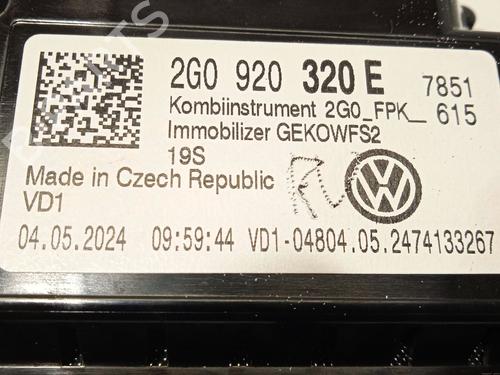 2G0 920 320 E 7851
Kombiinstrument 2G0_FPK_ 615
Immobilizer GEKOWFS2
19S
Made in Czech Republic
VD1
04.05.2024 09:59:44 VD1-04804.05.2474133267